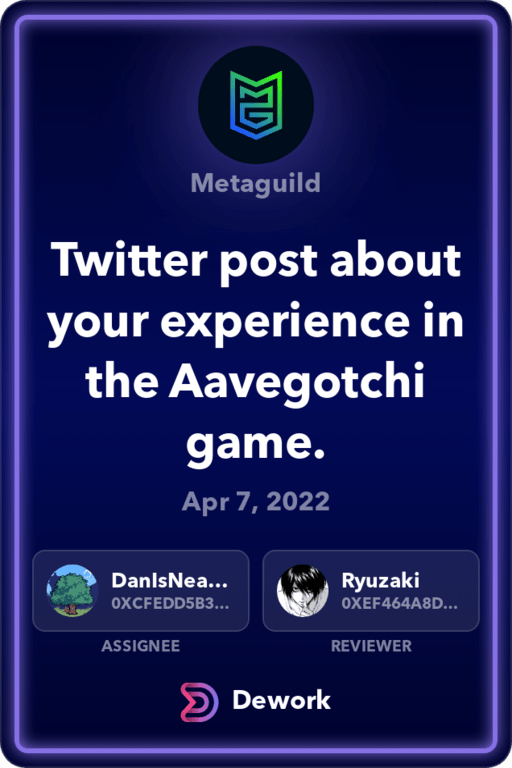 Metaguild
Twitter post about
your experience in
the Aavegotchi
game.
Apr 7, 2022
DanIsNea...
0XCFEDD5B3...
ASSIGNEE
Ryuzaki
0XEF464A8D...
REVIEWER
Dework